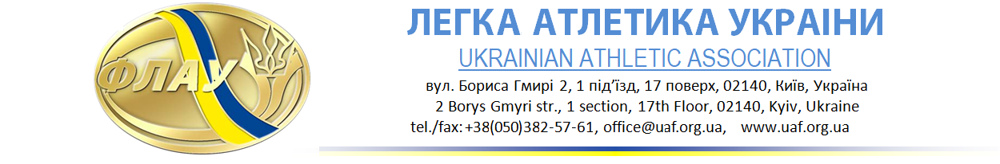 ФЛАУ
ЛЕГКА АТЛЕТИКА УКРАЇНИ
UKRAINIAN ATHLETIC ASSOCIATION
вул. Бориса Гмирі 2, 1 під’їзд, 17 поверх, 02140, Київ, Україна
2 Borys Gmyri str., 1 section, 17th Floor, 02140, Kyiv, Ukraine
tel./fax:+38(050)382-57-61, office@uaf.org.ua, www.uaf.org.ua